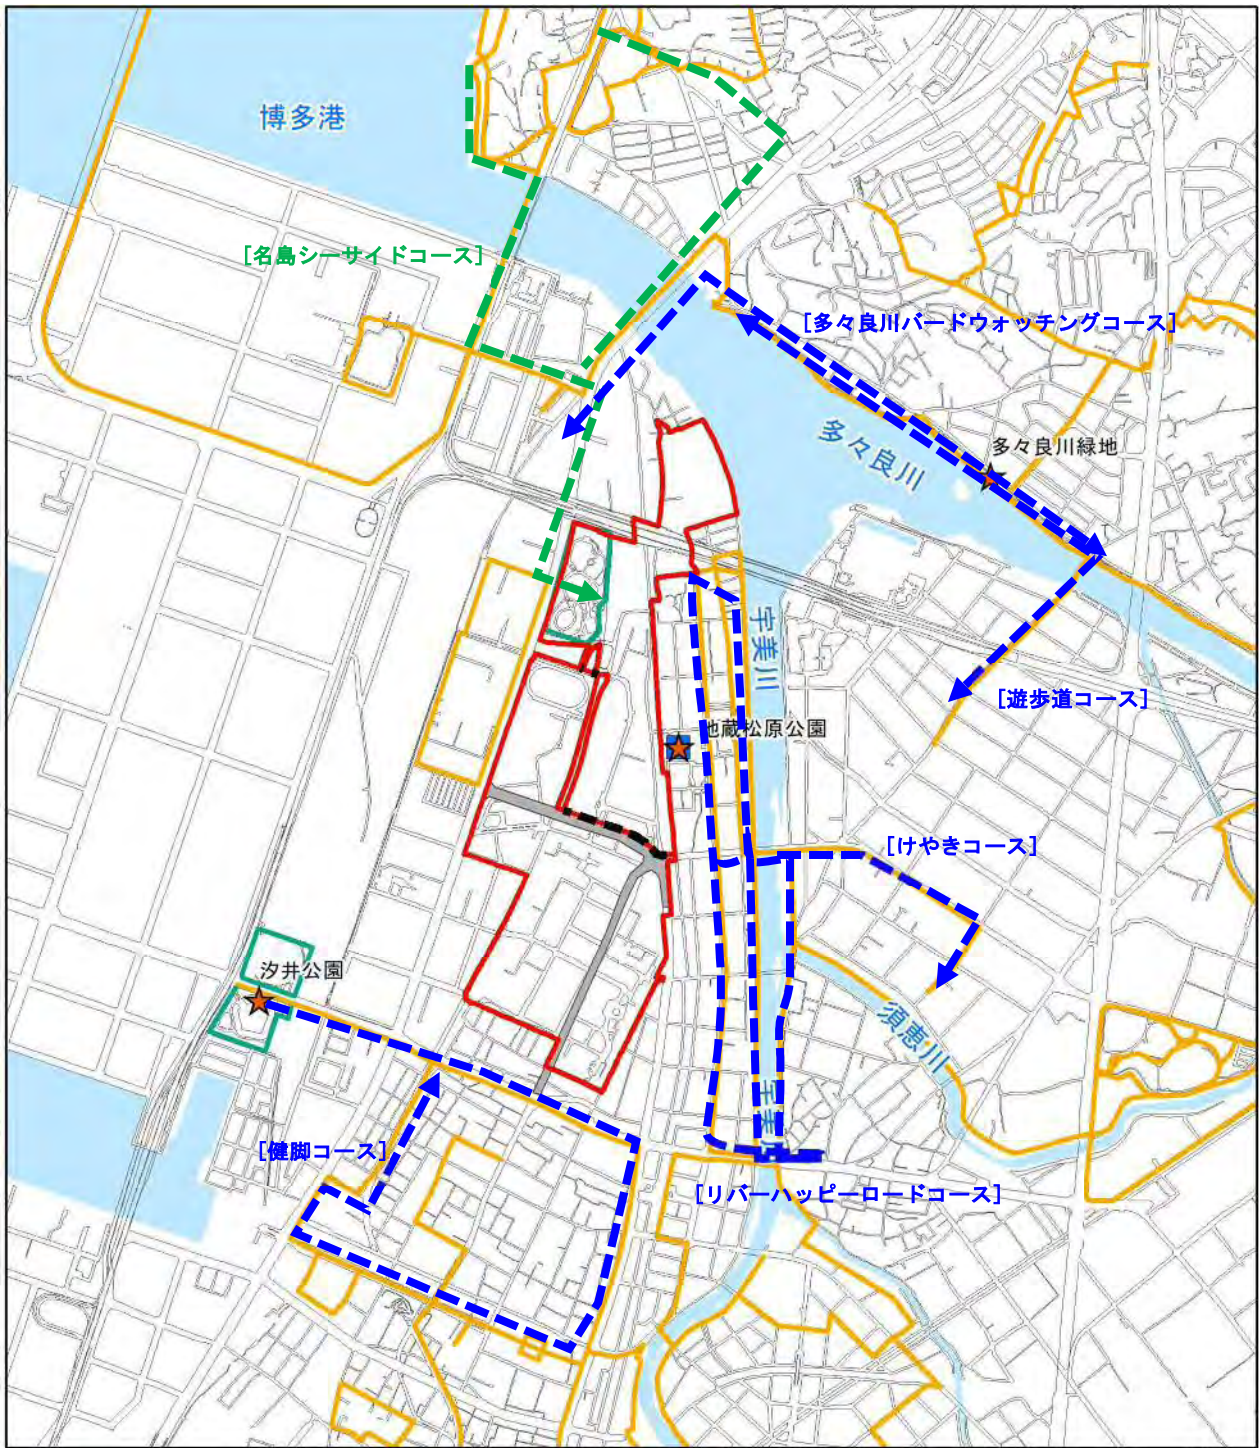 博多港
[名島シーサイドコース]
[多々良川バードウォッチングコース]
多々良川
多々良川緑地
宇美川
[遊歩道コース]
地蔵松原公園
[けやきコース]
汐井公園
須恵川
宇美川
[健脚コース]
[リバーハッピーロードコース]